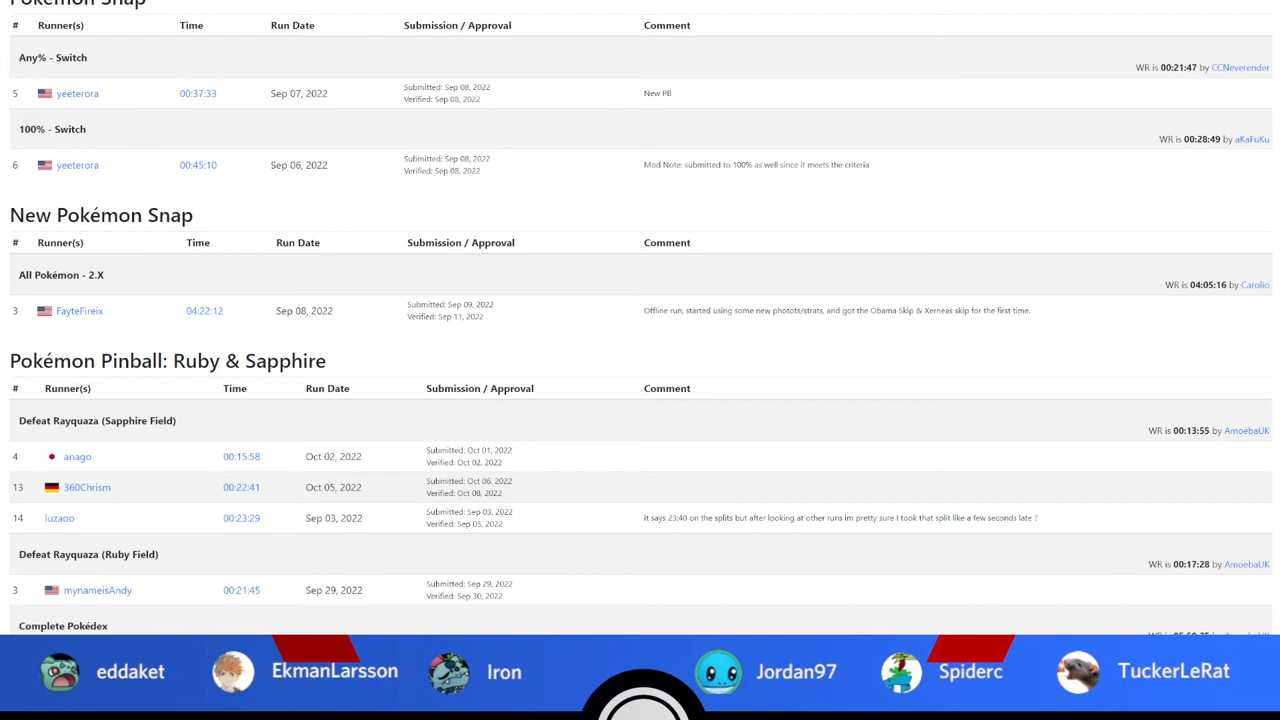 Pokémon Snap
# Runner(s) Time Run Date Submission / Approval Comment
Any% - Switch
WR is 00:21:47 by CCNeverender
5 yeeterora 00:37:33 Sep 07, 2022 Submitted: Sep 08, 2022 New PB
Verified: Sep 08, 2022
100% - Switch
WR is 00:28:49 by aKaFuKu
6 yeeterora 00:45:10 Sep 06, 2022 Submitted: Sep 08, 2022 Mod Note: submitted to 100% as well since it meets the criteria
Verified: Sep 08, 2022
New Pokémon Snap
# Runner(s) Time Run Date Submission / Approval Comment
All Pokémon - 2.X
WR is 04:05:16 by Carolio
3 FayteFireix 04:22:12 Sep 08, 2022 Submitted: Sep 09, 2022 Offline run, started using some new photots/strats, and got the Obama Skip & Xerneas skip for the first time.
Verified: Sep 11, 2022
Pokémon Pinball: Ruby & Sapphire
# Runner(s) Time Run Date Submission / Approval Comment
Defeat Rayquaza (Sapphire Field)
WR is 00:13:55 by AmoebaUK
4 anago 00:15:58 Oct 02, 2022 Submitted: Oct 01, 2022
Verified: Oct 02, 2022
13 360Chrism 00:22:41 Oct 05, 2022 Submitted: Oct 06, 2022
Verified: Oct 08, 2022
14 luzaoo 00:23:29 Sep 03, 2022 Submitted: Sep 03, 2022 it says 23:40 on the splits but after looking at other runs im pretty sure I took that split like a few seconds late ?
Verified: Sep 05, 2022
Defeat Rayquaza (Ruby Field)
WR is 00:17:28 by AmoebaUK
3 mynameisAndy 00:21:45 Sep 29, 2022 Submitted: Sep 29, 2022
Verified: Sep 30, 2022
Complete Pokédex
eddaket EkmanLarsson Iron Jordan97 Spiderc TuckerLeRat